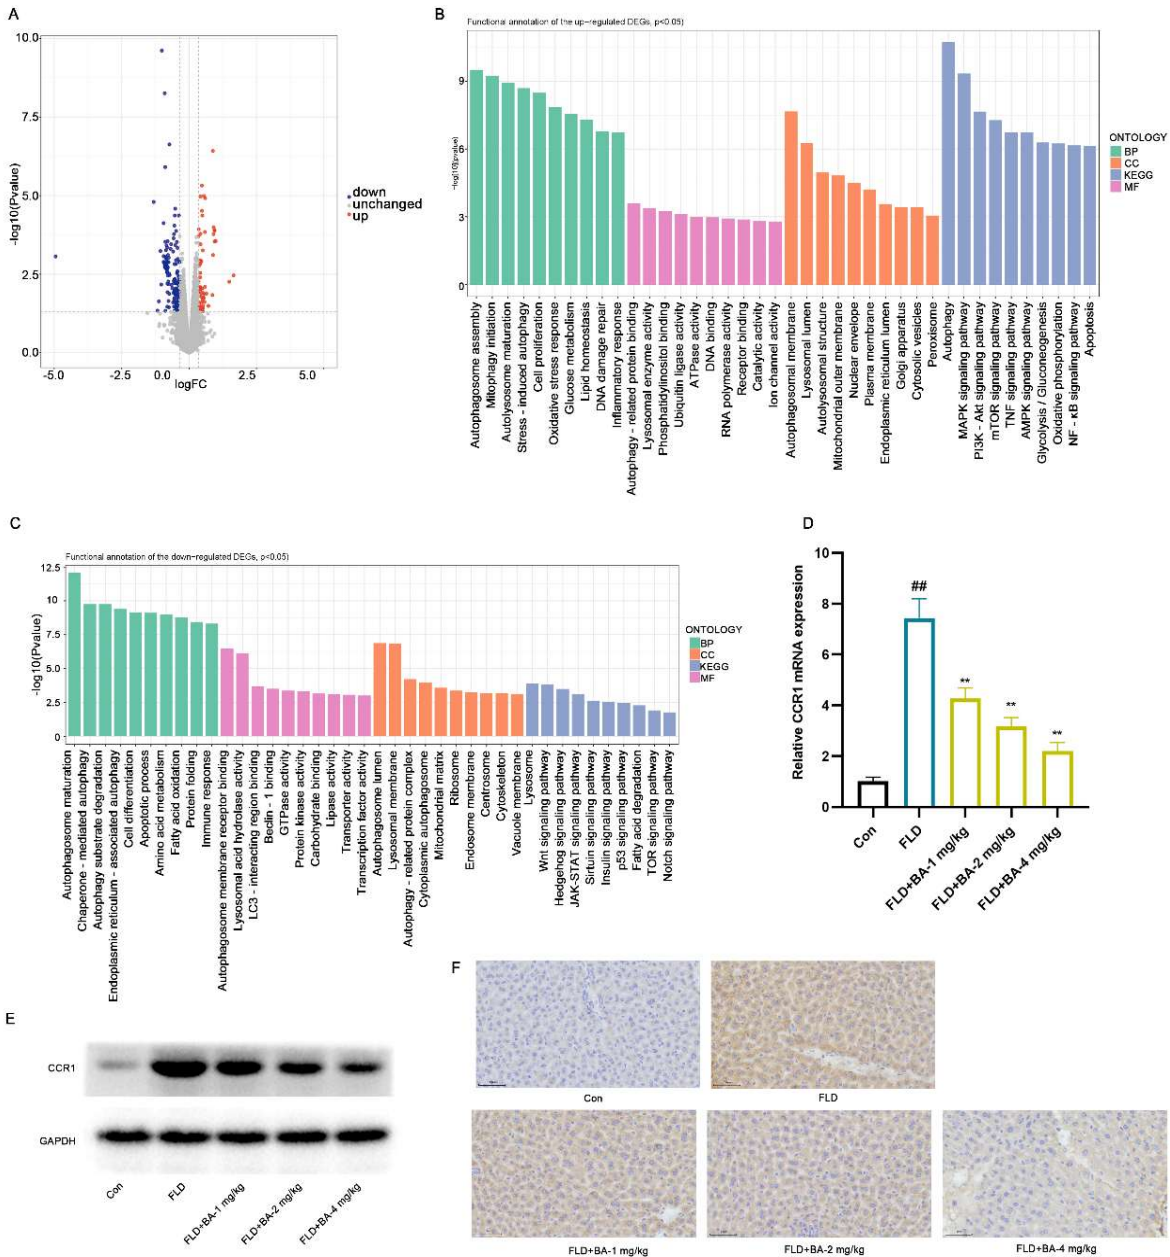 A
10.0
7.5
5.0
2.5
0.0
-log10(Pvalue)
-5.0
-2.5
0.0
2.5
5.0
logFC
down
unchanged
up
B
Functional annotation of the up-regulated DEGs, p<0.05)
9
6
3
0
Autophagosome assembly
Mitophagy initiation
Autolysosome maturation
Stress - induced autophagy
Cell proliferation
Oxidative stress response
Glucose metabolism
Lipid homeostasis
DNA damage repair
Inflammatory response
Autophagy - related protein binding
Lysosomal enzyme activity
Phosphatidylinositol binding
Ubiquitin ligase activity
ATPase activity
DNA binding
RNA polymerase activity
Receptor binding
Catalytic activity
Ion channel activity
Autophagosomal membrane
Lysosomal lumen
Autolysosomal structure
Mitochondrial outer membrane
Nuclear envelope
Plasma membrane
Endoplasmic reticulum lumen
Golgi apparatus
Cytosolic vesicles
Peroxisome
Autophagy
MAPK signaling pathway
PI3K - Akt signaling pathway
mTOR signaling pathway
TNF signaling pathway
AMPK signaling pathway
Glycolysis / Gluconeogenesis
Oxidative phosphorylation
NF - κB signaling pathway
Apoptosis
ONTOLOGY
BP
CC
KEGG
MF
C
Functional annotation of the down-regulated DEGs, p<0.05)
12.5
10
7.5
5.0
2.5
0
-log10(Pvalue)
Autophagosome maturation
Chaperone - mediated autophagy
Autophagy substrate degradation
Endoplasmic reticulum - associated autophagy
Cell differentiation
Apoptotic process
Amino acid metabolism
Fatty acid oxidation
Protein folding
Immune response
Autophagosome membrane receptor binding
Lysosomal acid hydrolase activity
LC3 - interacting region binding
Beclin - 1 binding
GTPase activity
Protein kinase activity
Carbohydrate binding
Lipase activity
Transporter activity
Transcription factor activity
Autophagosome lumen
Lysosomal membrane
Autophagy - related protein complex
Cytoplasmic autophagosome
Mitochondrial matrix
Ribosome
Endosome membrane
Centrosome
Cytoskeleton
Vacuole membrane
Lysosome
Wnt signaling pathway
Hedgehog signaling pathway
JAK-STAT signaling pathway
Sirtuin signaling pathway
Insulin signaling pathway
p53 signaling pathway
Fatty acid degradation
TOR signaling pathway
Notch signaling pathway
ONTOLOGY
BP
CC
KEGG
MF
D
Relative CCR1 mRNA expression
10
8
6
4
2
0
##
**
**
**
Con
FLD
FLD+BA-1 mg/kg
FLD+BA-2 mg/kg
FLD+BA-4 mg/kg
E
CCR1
GAPDH
Con
FLD
FLD+BA-1 mg/kg
FLD+BA-2 mg/kg
FLD+BA-4 mg/kg
F
Con
FLD
FLD+BA-1 mg/kg
FLD+BA-2 mg/kg
FLD+BA-4 mg/kg